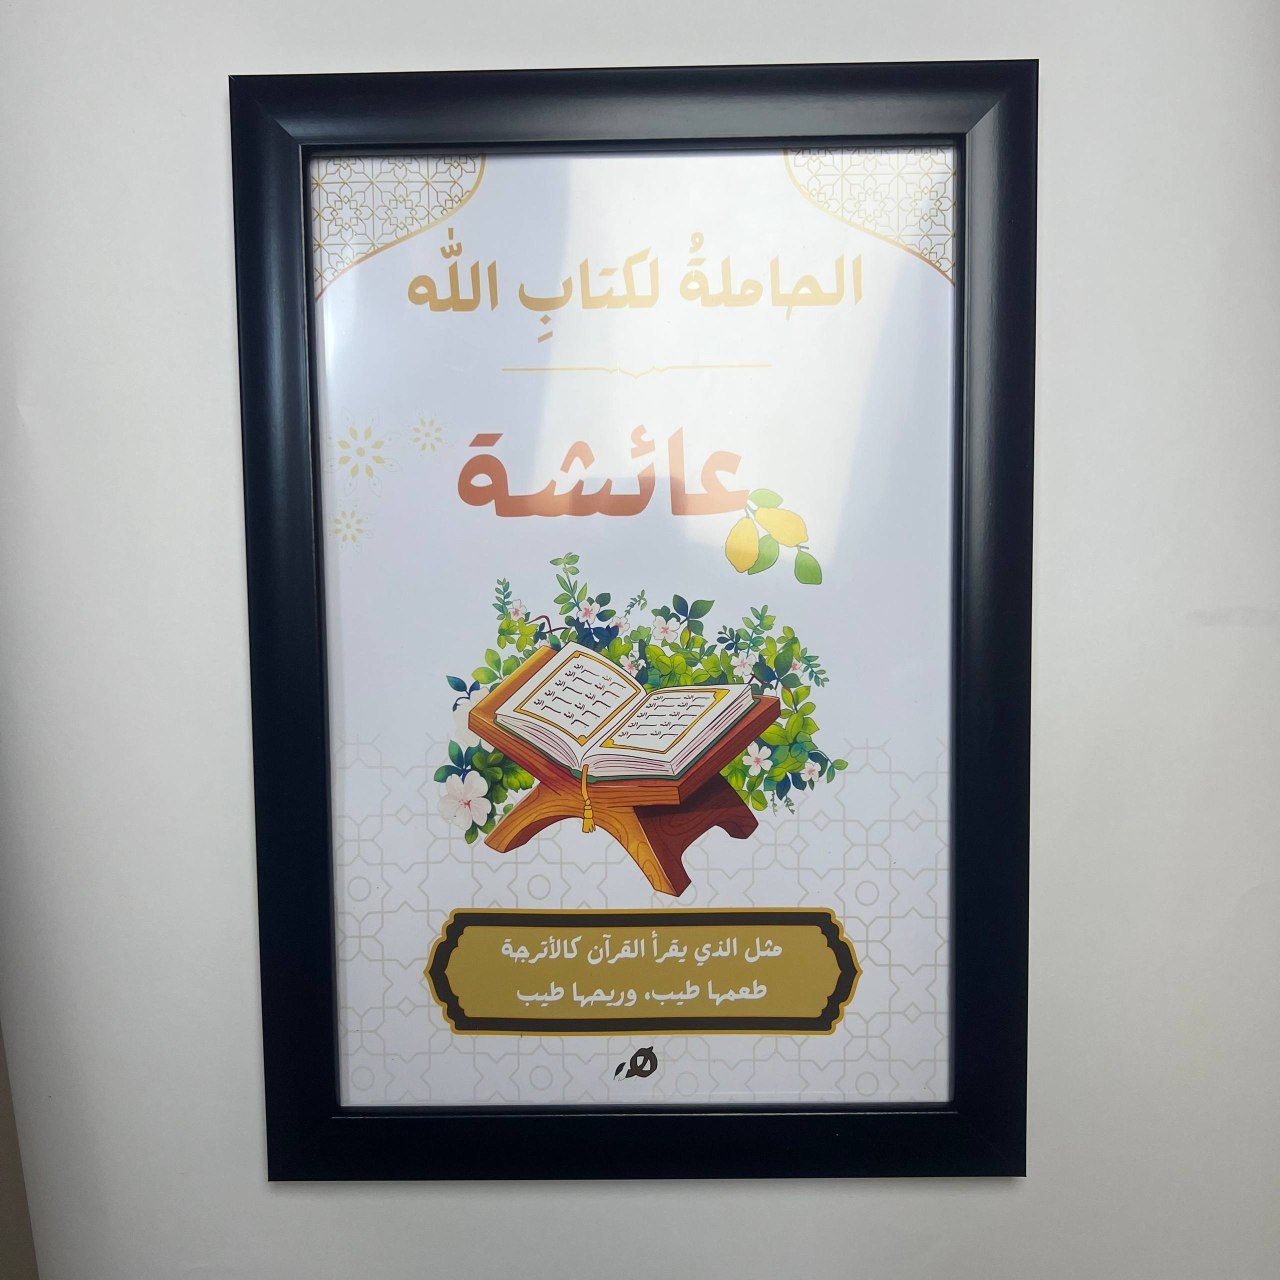 الحاملةُ لكتابِ اللّٰه
عائشة
مثل الذي يقرأ القرآن كالأترجة
طعمها طيب، وريحها طيب